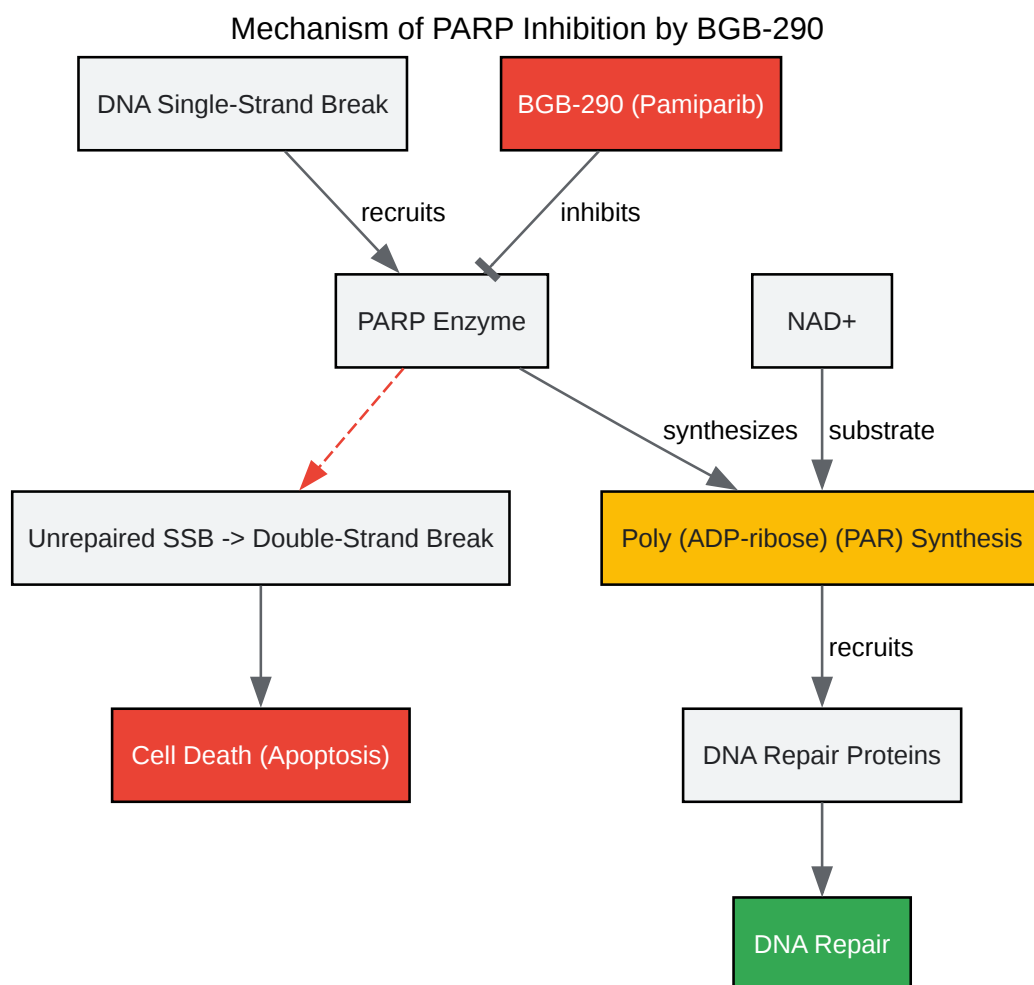 Mechanism of PARP Inhibition by BGB-290
DNA Single-Strand Break
BGB-290 (Pamiparib)
recruits
inhibits
PARP Enzyme
NAD+
synthesizes
substrate
Unrepaired SSB -> Double-Strand Break
Poly (ADP-ribose) (PAR) Synthesis
recruits
Cell Death (Apoptosis)
DNA Repair Proteins
DNA Repair